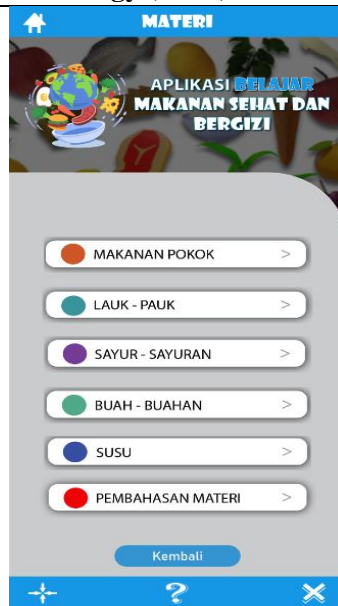 MATERI
APLIKASI BELAJAR
MAKANAN SEHAT DAN
BERGIZI
MAKANAN POKOK >
LAUK - PAUK >
SAYUR - SAYURAN >
BUAH - BUAHAN >
SUSU >
PEMBAHASAN MATERI >
Kembali
?